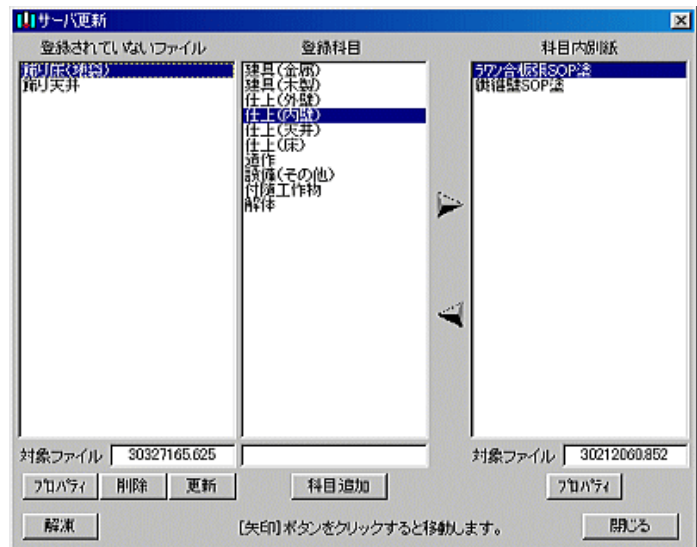 サーバ更新
登録されていないファイル
登録科目
科目内別紙
飾り床
飾り天井
建具(金属)
建具(木製)
仕上(外壁)
仕上(内壁)
仕上(天井)
仕上(床)
造作
設備(その他)
付随工作物
解体
ラワン合板張SOP塗
繊維壁SOP塗
対象ファイル 30327165.625
対象ファイル 30212060.852
プロパティ 削除 更新
科目追加
プロパティ
解凍
[矢印]ボタンをクリックすると移動します。
閉じる